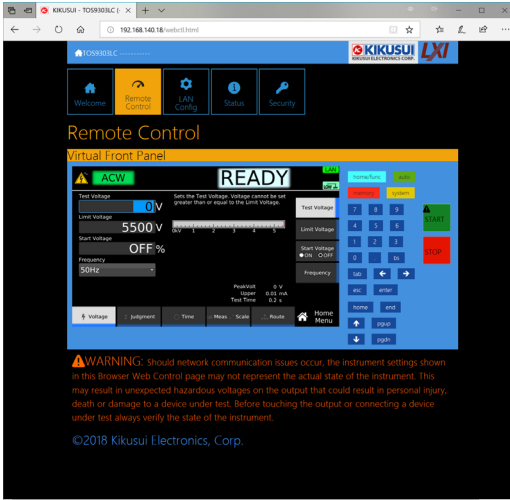 KIKUSUI - TOS9303LC (-
192.168.140.18/webctl.html
TOS9303LC
KIKUSUI
KIKUSUI ELECTRONICS CORP.
LXI
Welcome
Remote Control
LAN Config
Status
Security
Remote Control
Virtual Front Panel
ACW
READY
LAN
Test Voltage
0 V
Limit Voltage
5500 V
Start Voltage
OFF %
Frequency
50Hz
Sets the Test Voltage. Voltage cannot be set
greater than or equal to the Limit Voltage.
0kV 1 2 3 4 5
PeakVolt 0 V
Upper 0.01 mA
Test Time 0.2 s
Test Voltage
Limit Voltage
Start Voltage
ON OFF
Frequency
Voltage
Judgment
Time
Meas
Scale
Route
Home
Menu
home/func
auto
memory
system
7 8 9
4 5 6
1 2 3
0 . bs
tab
esc enter
home end
pgup
pgdn
START
STOP
WARNING: Should network communication issues occur, the instrument settings shown
in this Browser Web Control page may not represent the actual state of the instrument. This
may result in unexpected hazardous voltages on the output that could result in personal injury,
death or damage to a device under test. Before touching the output or connecting a device
under test always verify the state of the instrument.
©2018 Kikusui Electronics, Corp.